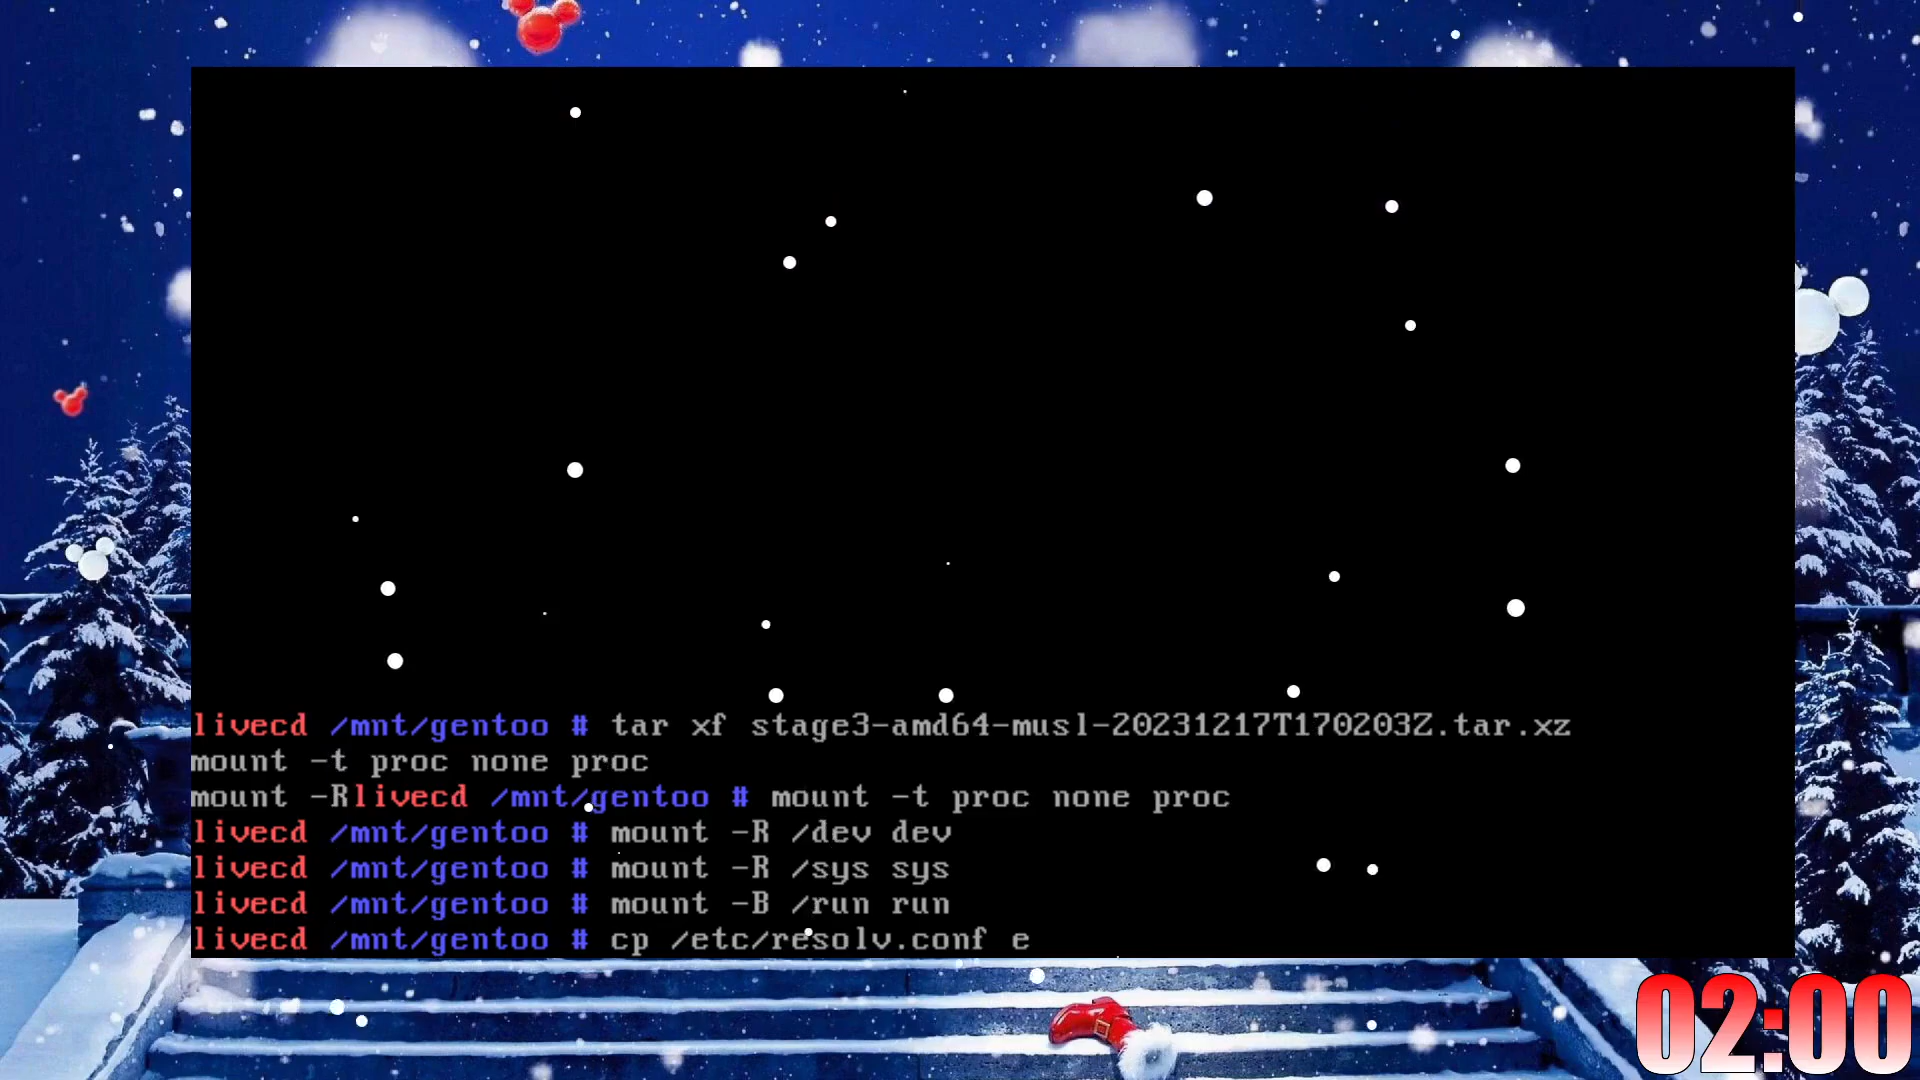 livecd /mnt/gentoo # tar xf stage3-amd64-musl-20231217T170203Z.tar.xz
mount -t proc none proc
mount -Rlivecd /mnt/gentoo # mount -t proc none proc
livecd /mnt/gentoo # mount -R /dev dev
livecd /mnt/gentoo # mount -R /sys sys
livecd /mnt/gentoo # mount -B /run run
livecd /mnt/gentoo # cp /etc/resolv.conf e
02:00